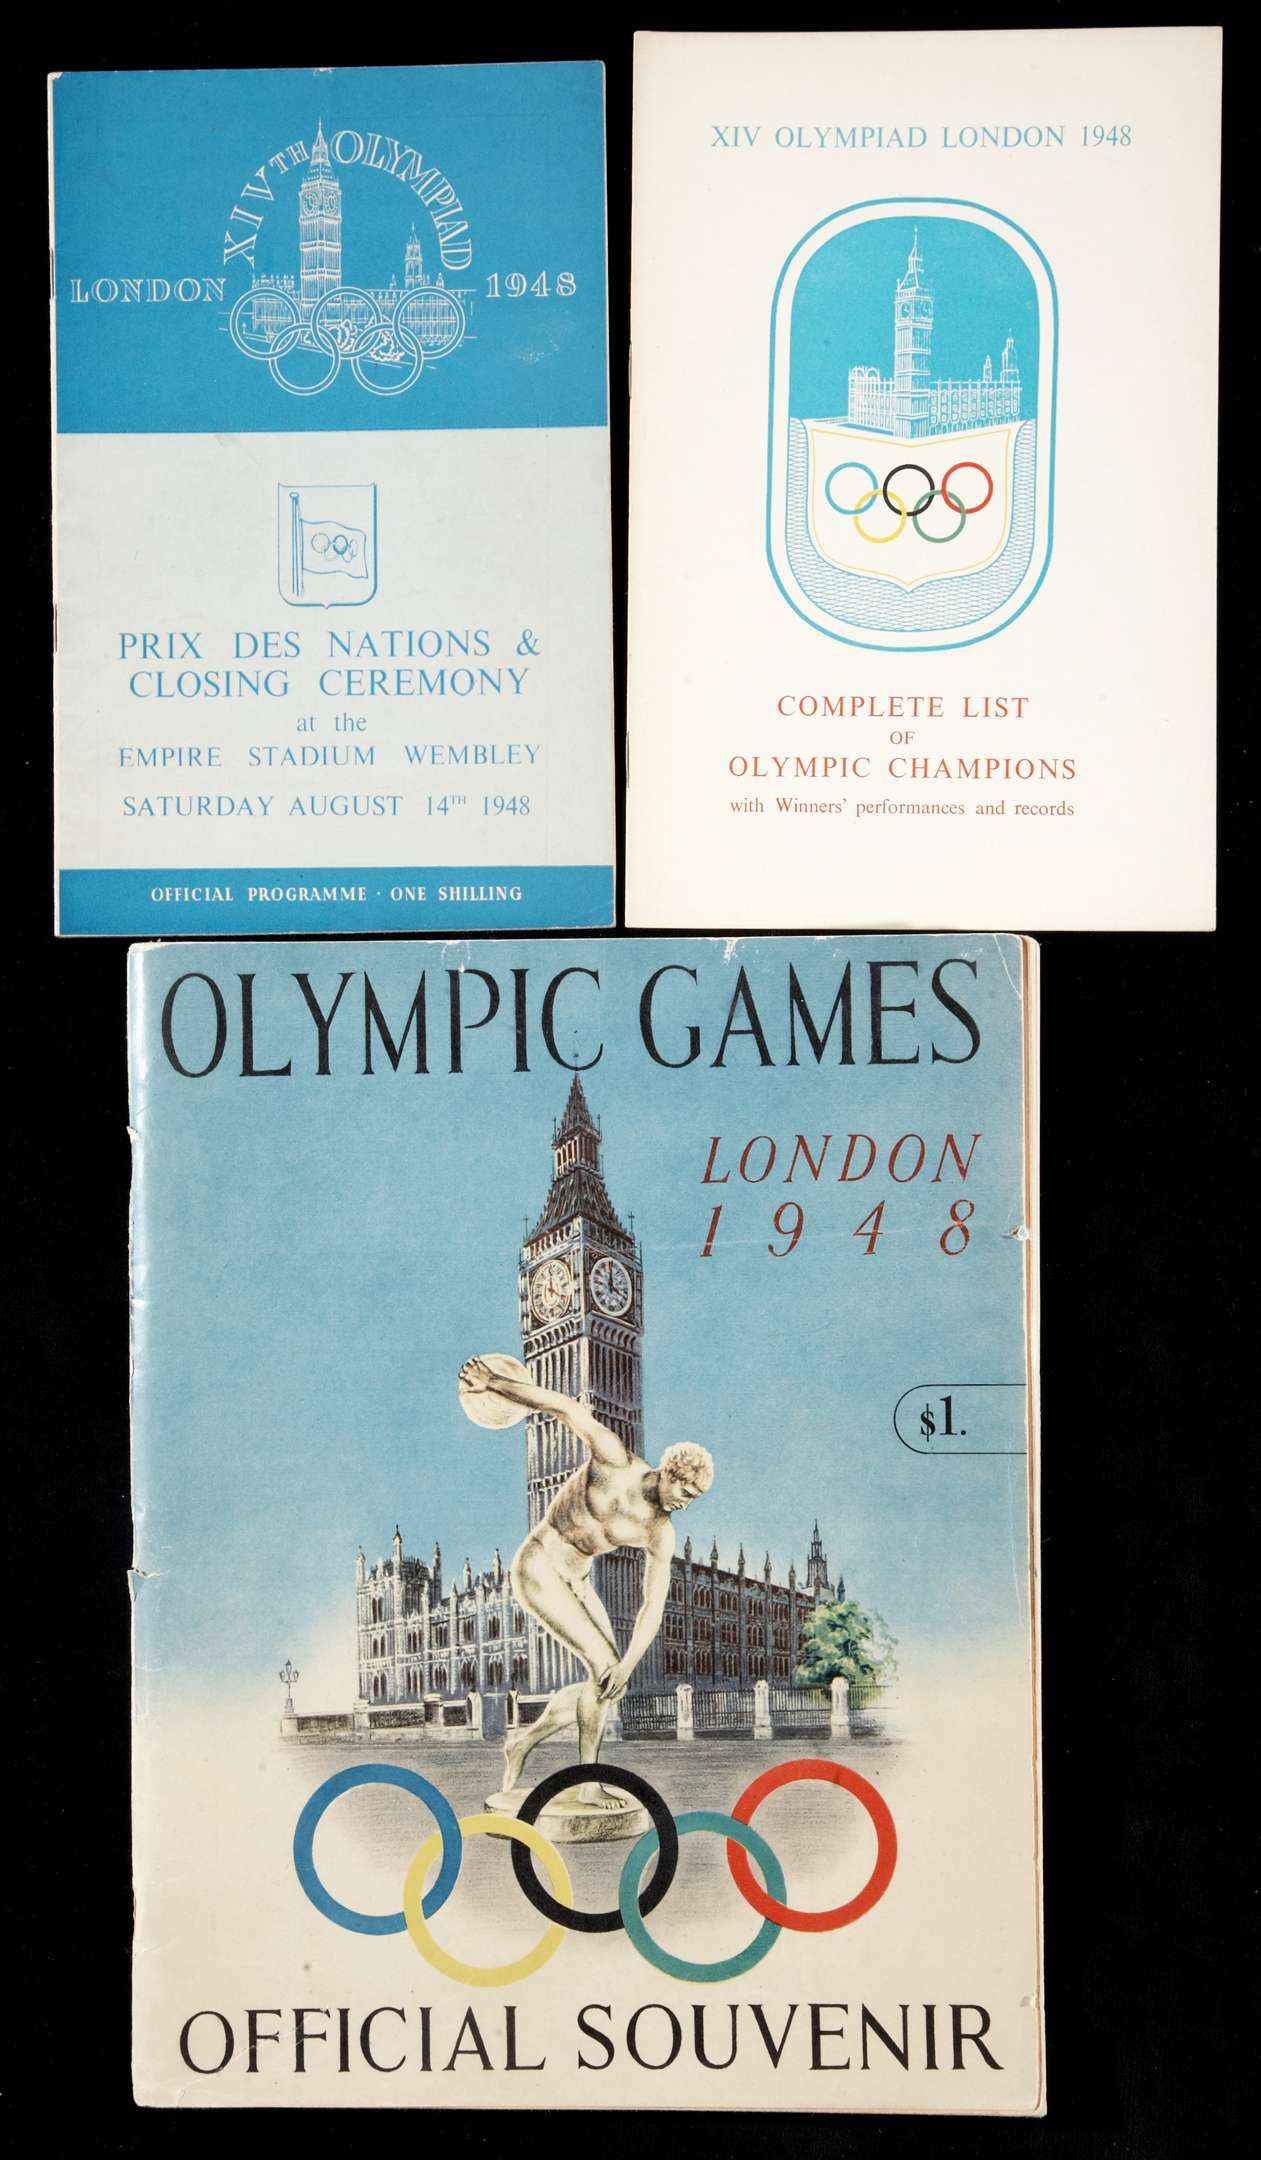 XIVTH OLYMPIAD
LONDON 1948
PRIX DES NATIONS &
CLOSING CEREMONY
at the
EMPIRE STADIUM WEMBLEY
SATURDAY AUGUST 14TH 1948
OFFICIAL PROGRAMME · ONE SHILLING
XIV OLYMPIAD LONDON 1948
COMPLETE LIST
OF
OLYMPIC CHAMPIONS
with Winners' performances and records
OLYMPIC GAMES
LONDON
1948
$1.
OFFICIAL SOUVENIR